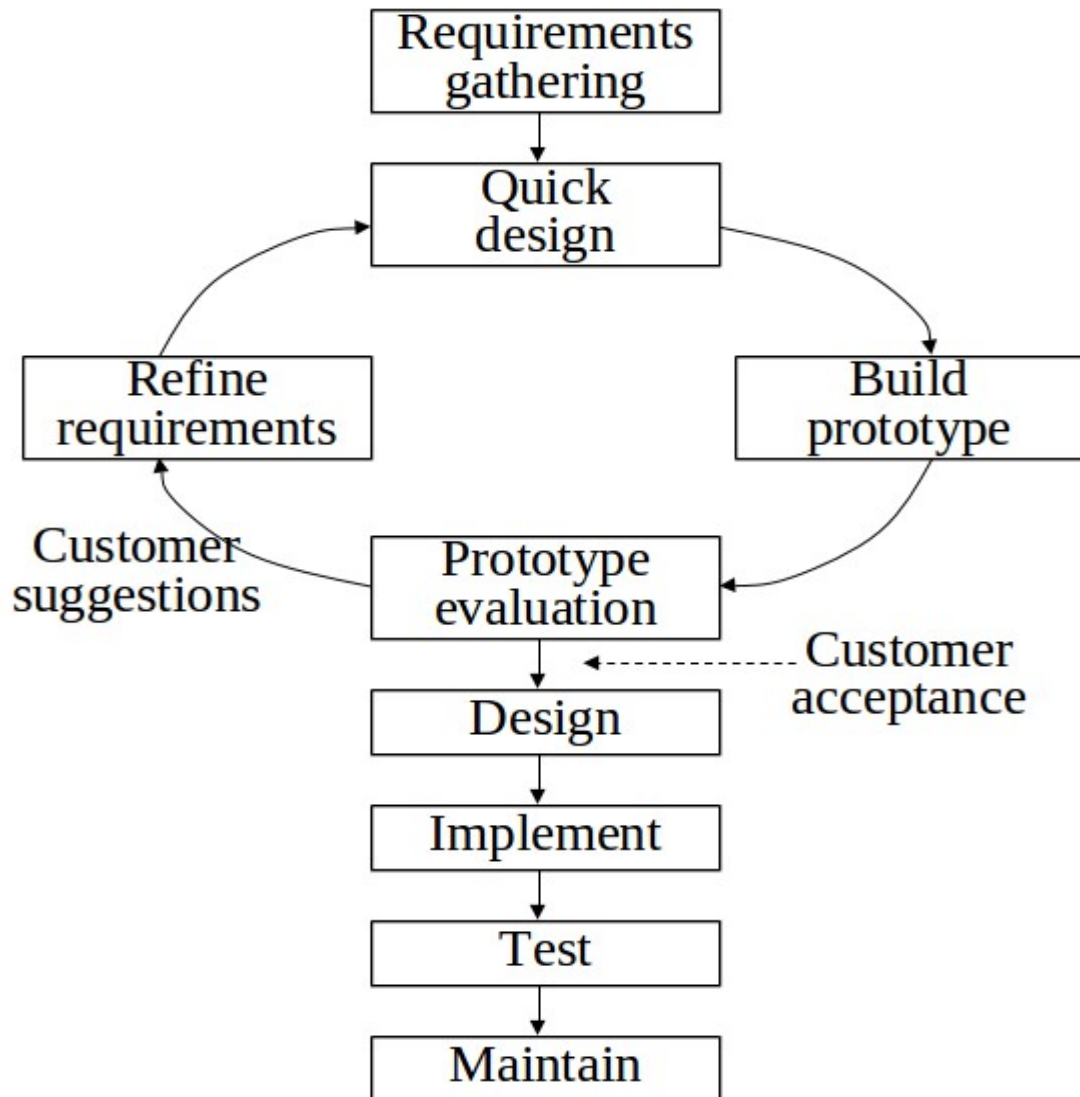 Requirements
gathering
Quick
design
Refine
requirements
Build
prototype
Customer
suggestions
Prototype
evaluation
Customer
acceptance
Design
Implement
Test
Maintain